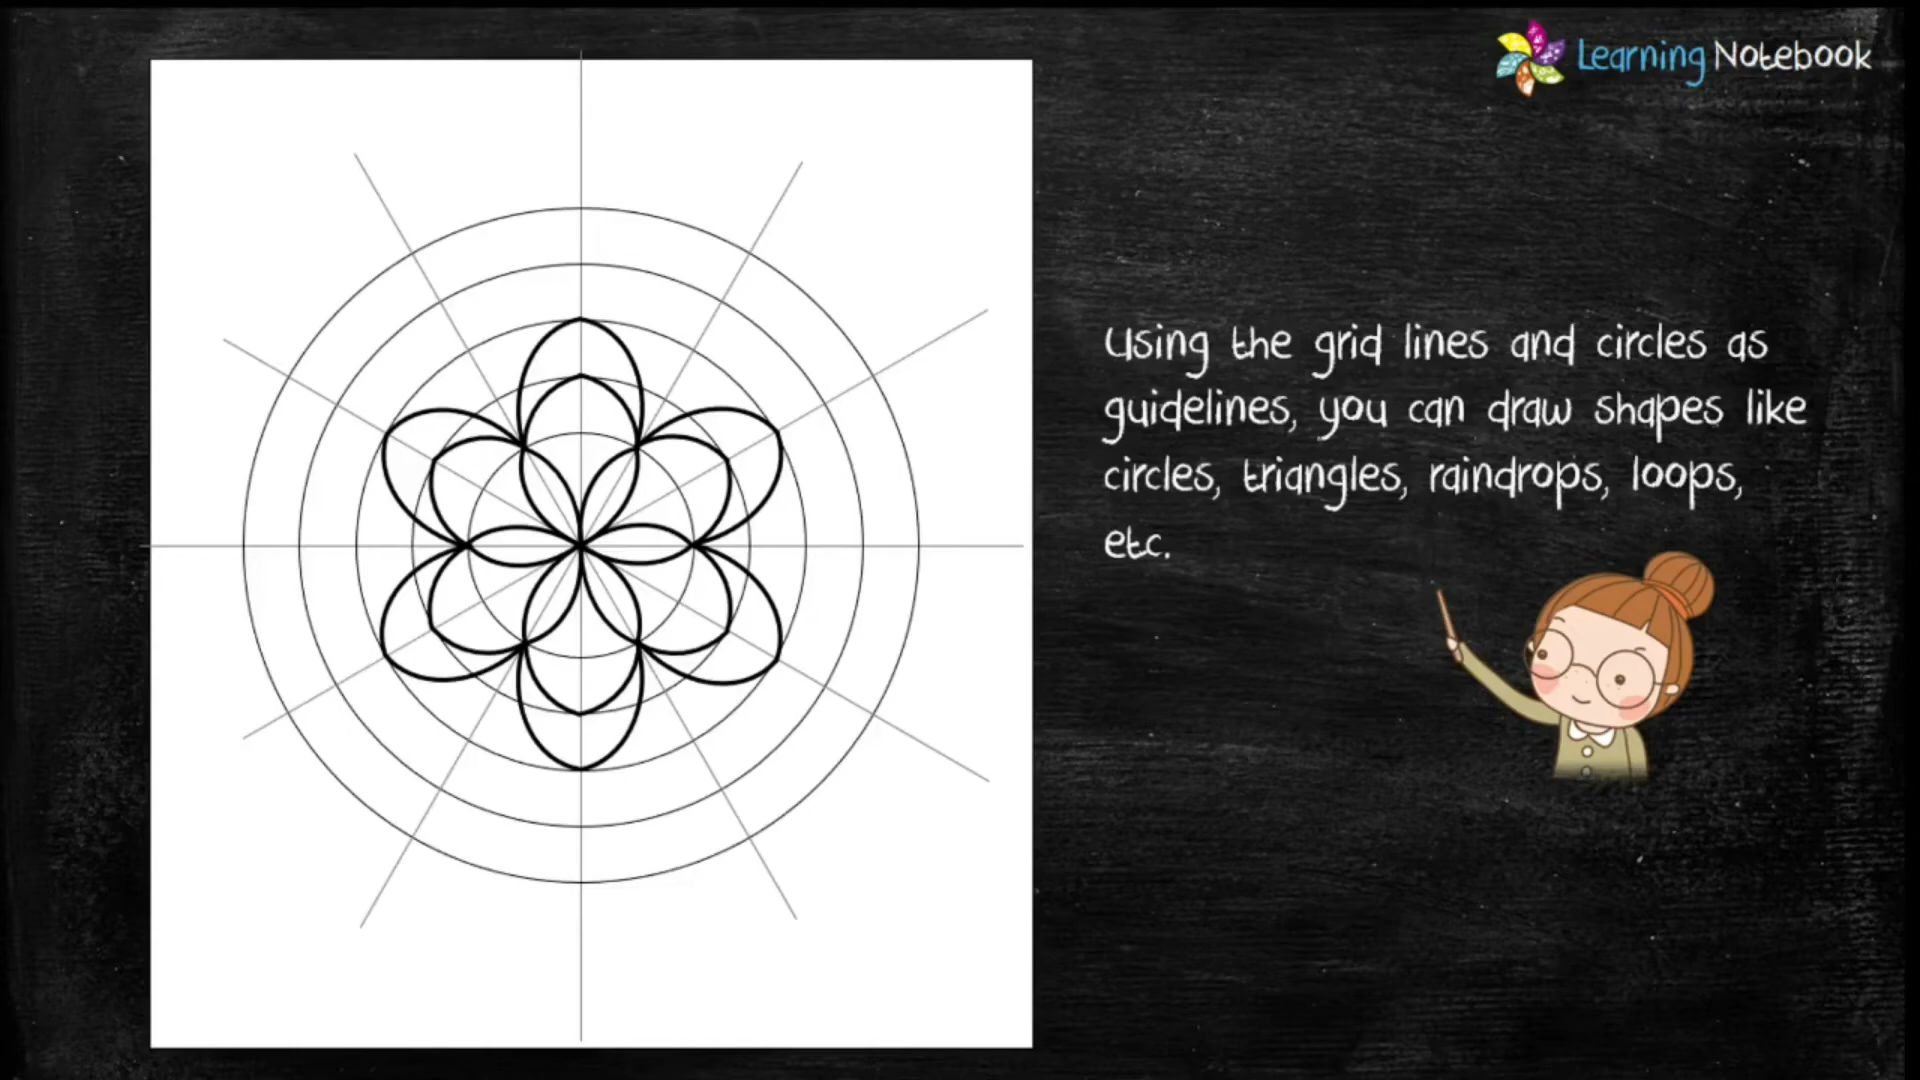 Learning Notebook
Using the grid lines and circles as
guidelines, you can draw shapes like
circles, triangles, raindrops, loops,
etc.